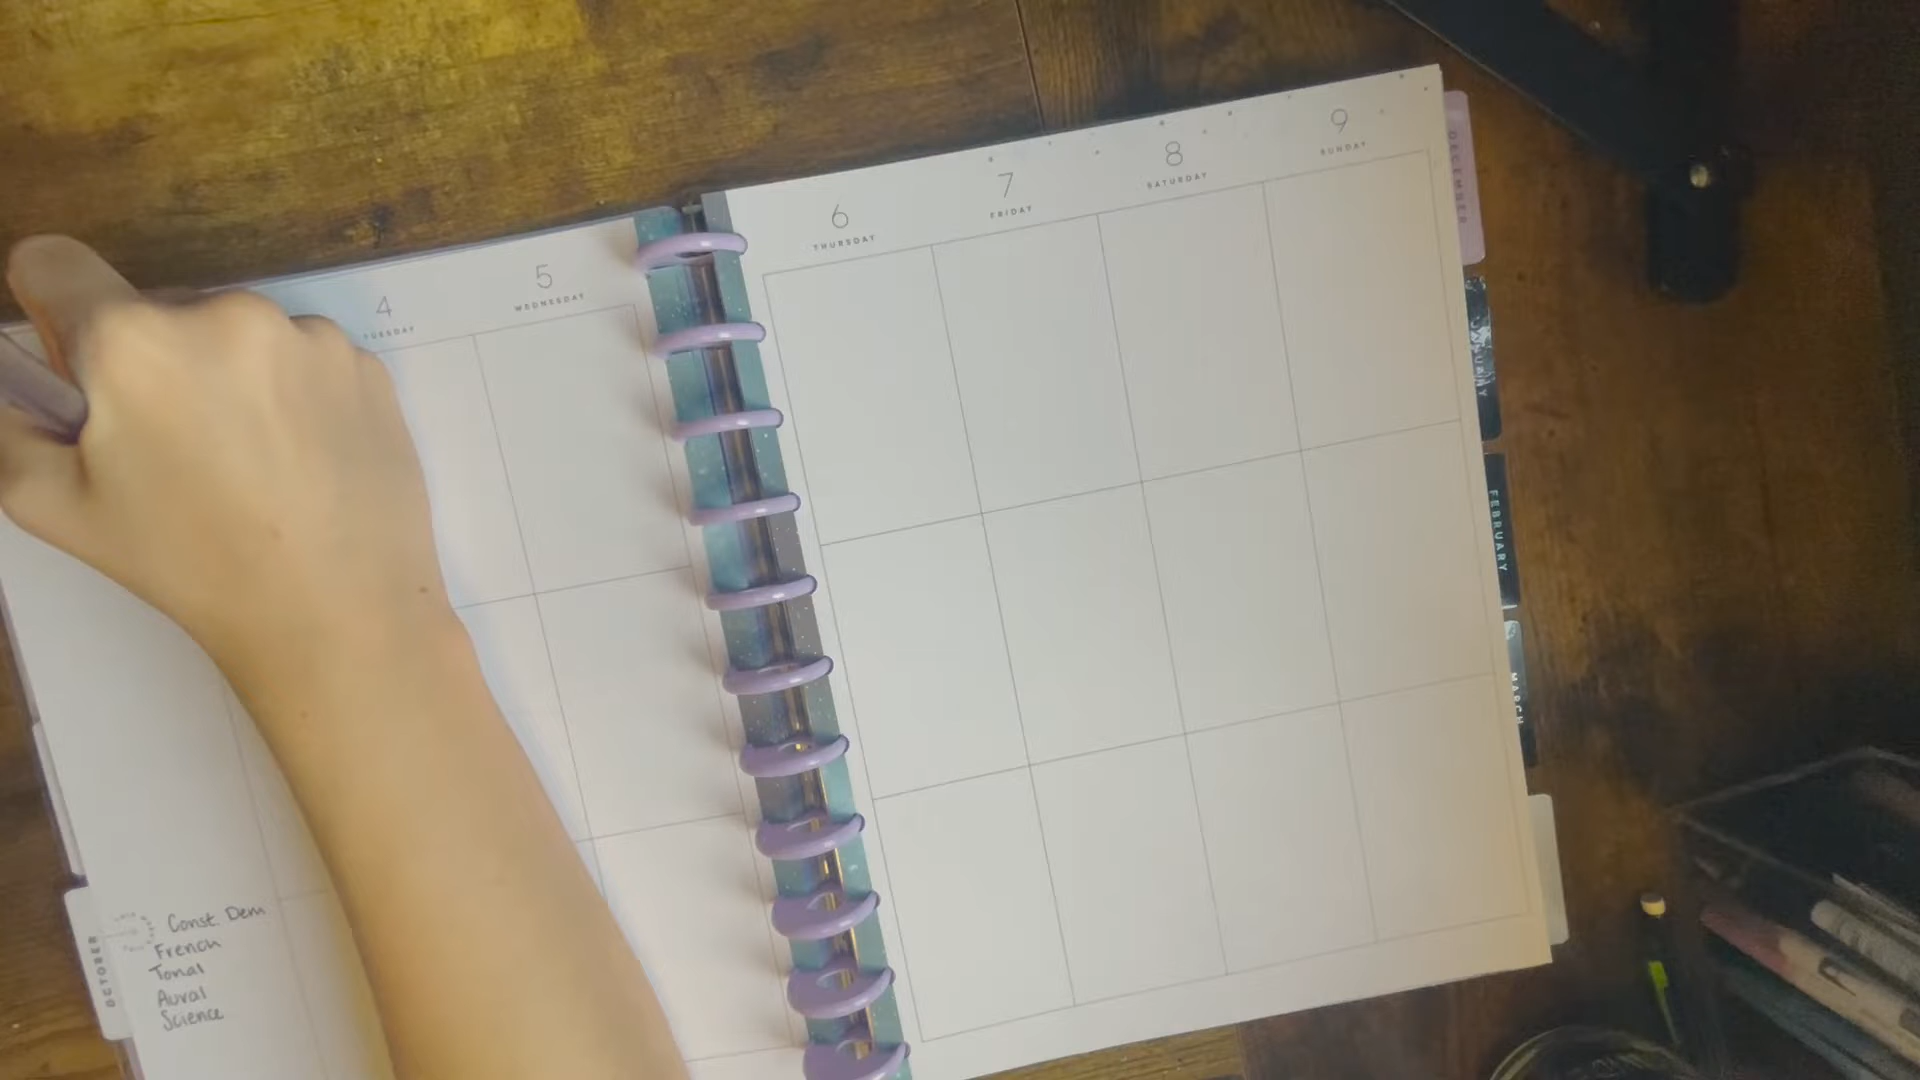 4
TUESDAY
5
WEDNESDAY
6
THURSDAY
7
FRIDAY
8
SATURDAY
9
SUNDAY
DECEMBER
JANUARY
FEBRUARY
MARCH
OCTOBER
Const. Dem
French
Tonal
Aural
Science